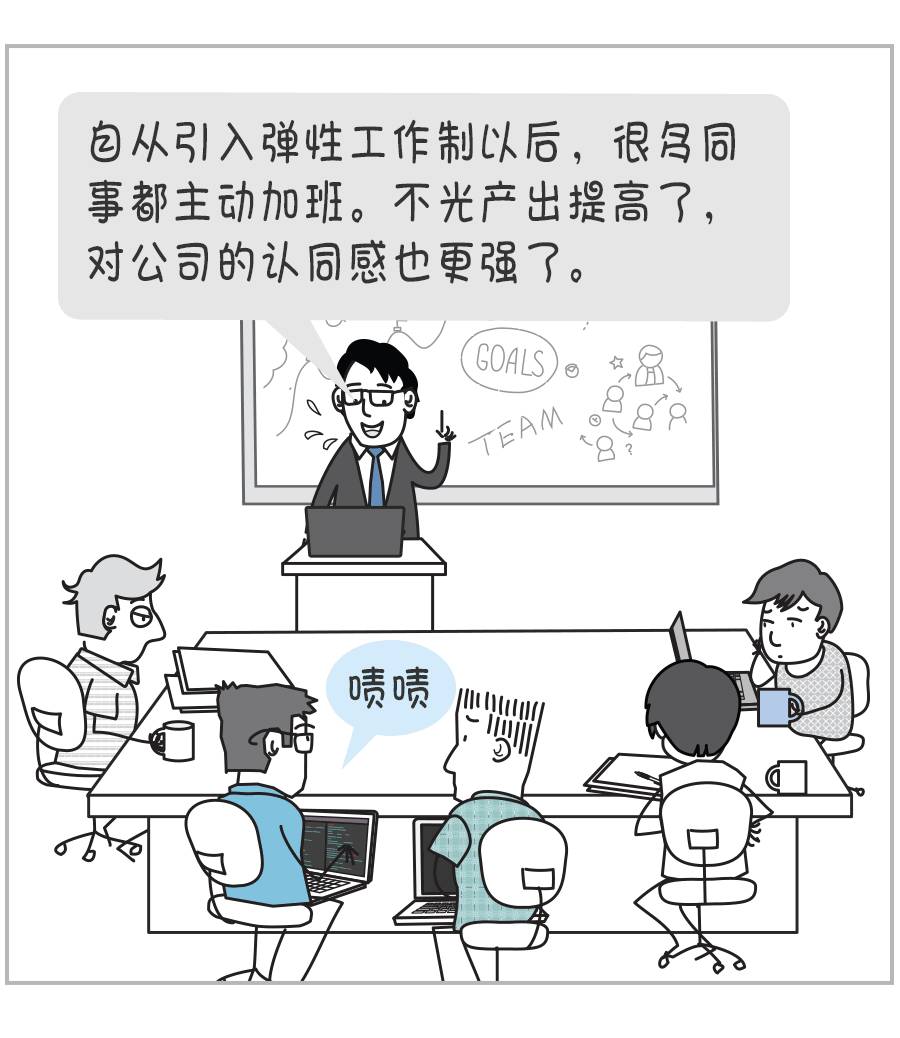 自从引入弹性工作制以后，很多同
事都主动加班。不光产出提高了，
对公司的认同感也更强了。
GOALS
TEAM
?
啧啧